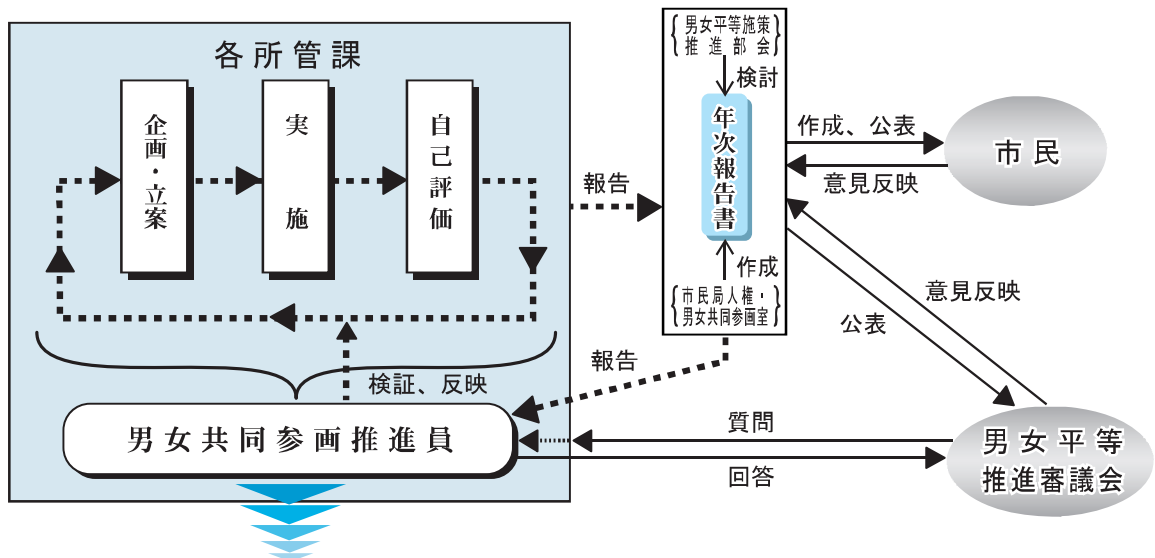 各所管課
企画・立案
実施
自己評価
検証、反映
男女共同参画推進員
報告
報告
男女平等施策
推進部会
検討
年次報告書
作成
市民局人権・
男女共同参画室
作成、公表
意見反映
市民
意見反映
公表
質問
回答
男女平等
推進審議会